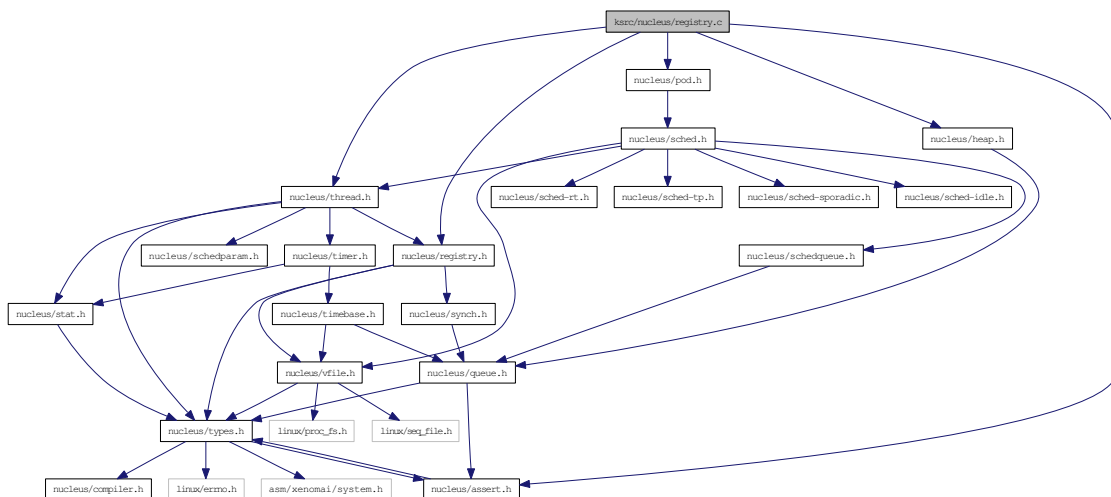 ksrc/nucleus/registry.c
nucleus/pod.h
nucleus/sched.h
nucleus/heap.h
nucleus/thread.h
nucleus/sched-rt.h
nucleus/sched-tp.h
nucleus/sched-sporadic.h
nucleus/sched-idle.h
nucleus/schedparam.h
nucleus/timer.h
nucleus/registry.h
nucleus/schedqueue.h
nucleus/stat.h
nucleus/timebase.h
nucleus/synch.h
nucleus/vfile.h
nucleus/queue.h
nucleus/types.h
linux/proc_fs.h
linux/seq_file.h
nucleus/compiler.h
linux/errno.h
asm/xenomai/system.h
nucleus/assert.h